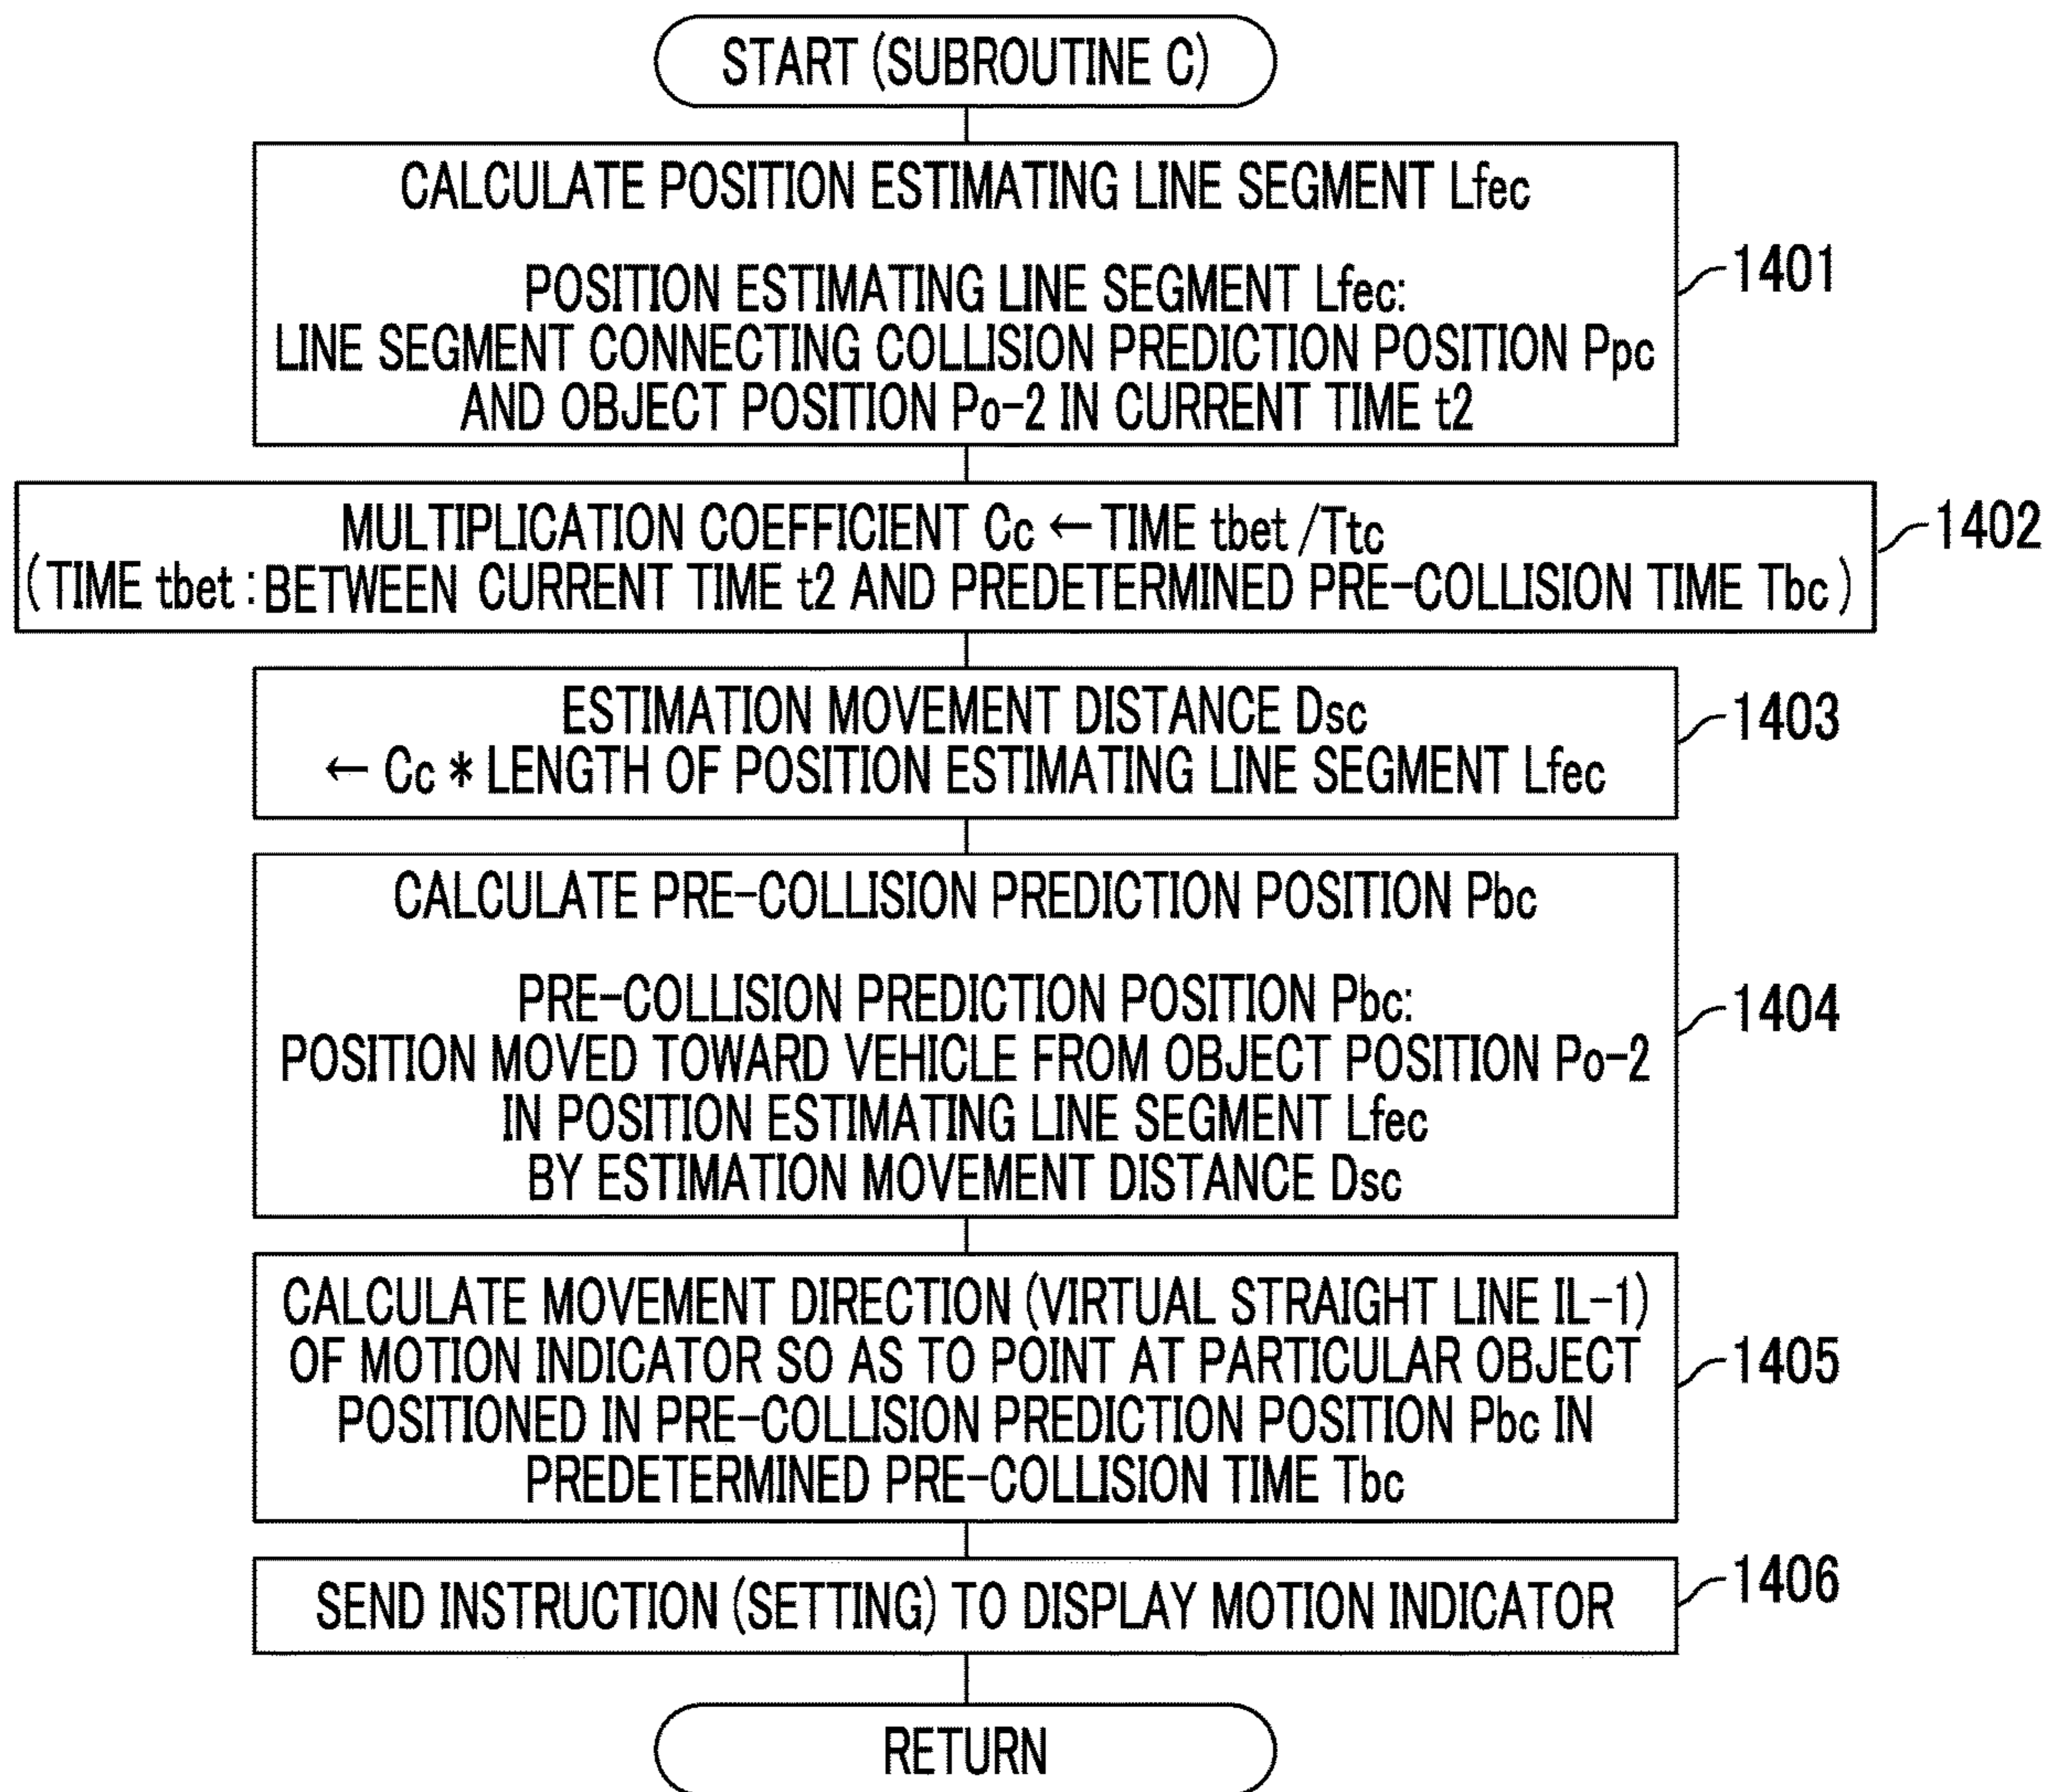 START (SUBROUTINE C)
CALCULATE POSITION ESTIMATING LINE SEGMENT Lfec
POSITION ESTIMATING LINE SEGMENT Lfec:
LINE SEGMENT CONNECTING COLLISION PREDICTION POSITION Ppc
AND OBJECT POSITION Po-2 IN CURRENT TIME t2
1401
MULTIPLICATION COEFFICIENT Cc ← TIME tbet /Ttc
(TIME tbet : BETWEEN CURRENT TIME t2 AND PREDETERMINED PRE-COLLISION TIME Tbc)
1402
ESTIMATION MOVEMENT DISTANCE Dsc
← Cc * LENGTH OF POSITION ESTIMATING LINE SEGMENT Lfec
1403
CALCULATE PRE-COLLISION PREDICTION POSITION Pbc
PRE-COLLISION PREDICTION POSITION Pbc:
POSITION MOVED TOWARD VEHICLE FROM OBJECT POSITION Po-2
IN POSITION ESTIMATING LINE SEGMENT Lfec
BY ESTIMATION MOVEMENT DISTANCE Dsc
1404
CALCULATE MOVEMENT DIRECTION (VIRTUAL STRAIGHT LINE IL-1)
OF MOTION INDICATOR SO AS TO POINT AT PARTICULAR OBJECT
POSITIONED IN PRE-COLLISION PREDICTION POSITION Pbc IN
PREDETERMINED PRE-COLLISION TIME Tbc
1405
SEND INSTRUCTION (SETTING) TO DISPLAY MOTION INDICATOR
1406
RETURN